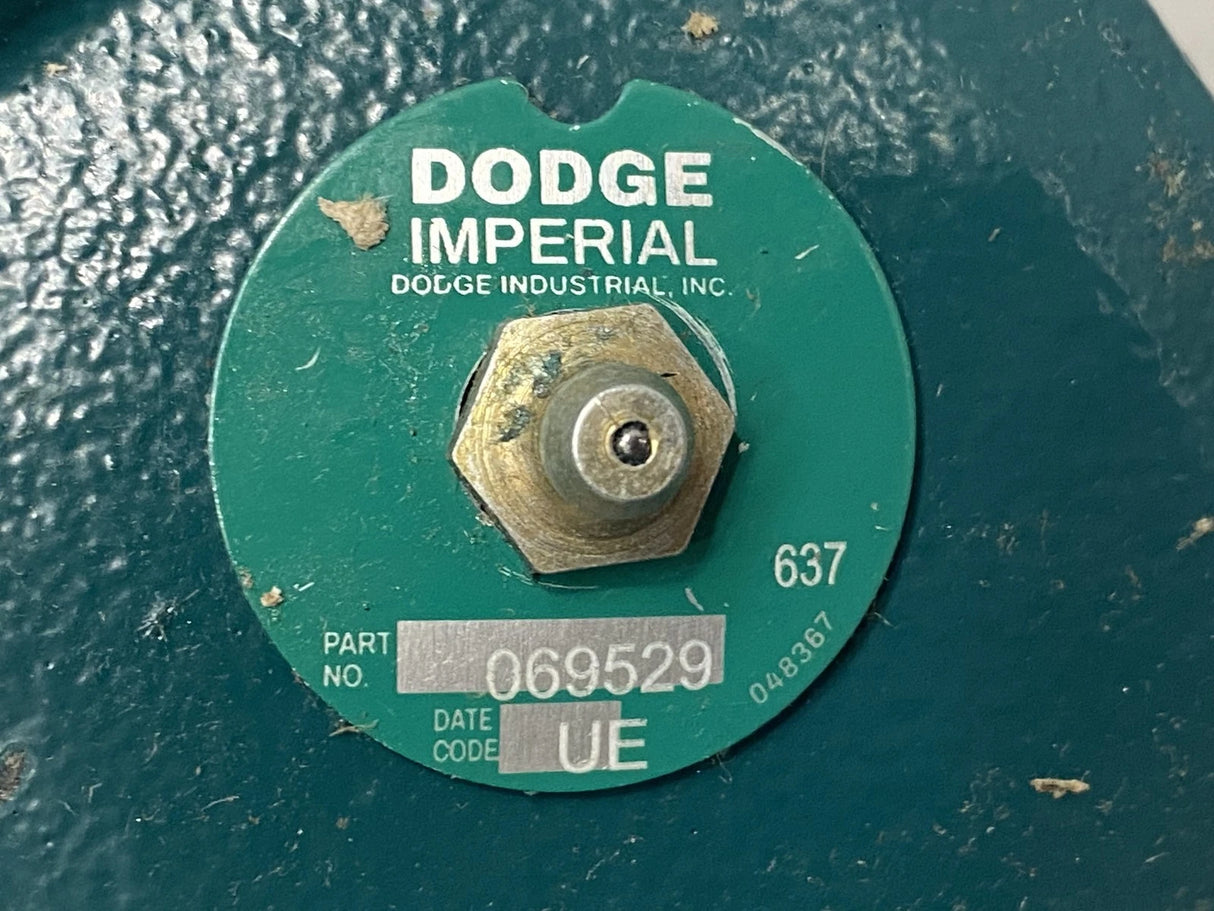 DODGE
IMPERIAL
DODGE INDUSTRIAL, INC.
637
PART
NO.
069529
048367
DATE
CODE
UE